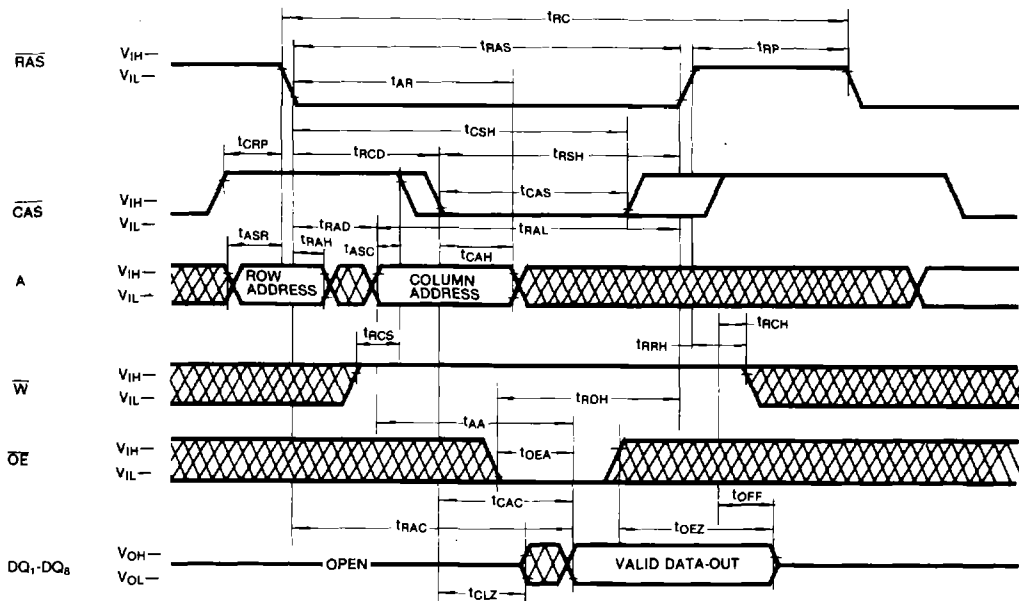 tRC
VIH
RAS
VIL
tRAS
tRP
tAR
tCSH
tCRP
tRCD
tRSH
VIH
CAS
VIL
tCAS
tRAD
tRAL
tASR
tRAH
tASC
tCAH
A
VIH
VIL
ROW
ADDRESS
COLUMN
ADDRESS
tRCS
tRCH
tRRH
W
VIH
VIL
tROH
tAA
OE
VIH
VIL
tOEA
tCAC
tOFF
tRAC
tOEZ
DQ1-DQ8
VOH
VOL
OPEN
VALID DATA-OUT
tCLZ